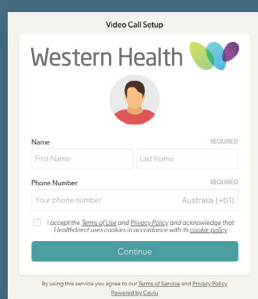 Video Call Setup
Western Health
Name REQUIRED
First Name Last Name
Phone Number REQUIRED
Your phone number Australia (+61)
I accept the Terms of Use and Privacy Policy and acknowledge that
Healthdirect uses cookies in accordance with its cookie policy
Continue
By using this service you agree to our Terms of Service and Privacy Policy
Powered by Coviu